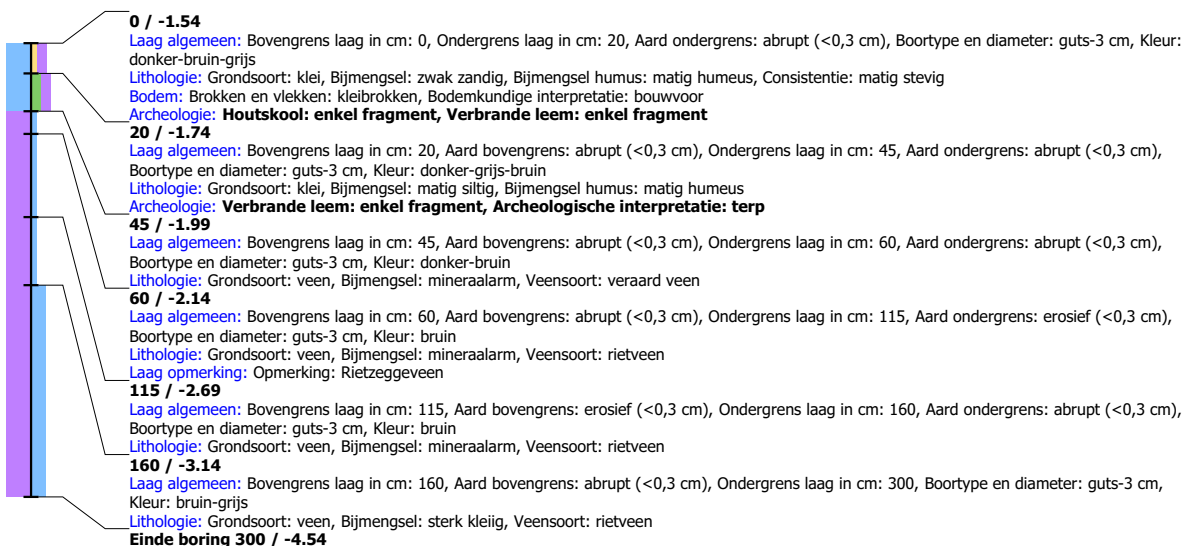 0 / -1.54
Laag algemeen: Bovengrens laag in cm: 0, Ondergrens laag in cm: 20, Aard ondergrens: abrupt (<0,3 cm), Boortype en diameter: guts-3 cm, Kleur:
donker-bruin-grijs
Lithologie: Grondsoort: klei, Bijmengsel: zwak zandig, Bijmengsel humus: matig humeus, Consistentie: matig stevig
Bodem: Brokken en vlekken: kleibrokken, Bodemkundige interpretatie: bouwvoor
Archeologie: Houtskool: enkel fragment, Verbrande leem: enkel fragment
20 / -1.74
Laag algemeen: Bovengrens laag in cm: 20, Aard bovengrens: abrupt (<0,3 cm), Ondergrens laag in cm: 45, Aard ondergrens: abrupt (<0,3 cm),
Boortype en diameter: guts-3 cm, Kleur: donker-grijs-bruin
Lithologie: Grondsoort: klei, Bijmengsel: matig siltig, Bijmengsel humus: matig humeus
Archeologie: Verbrande leem: enkel fragment, Archeologische interpretatie: terp
45 / -1.99
Laag algemeen: Bovengrens laag in cm: 45, Aard bovengrens: abrupt (<0,3 cm), Ondergrens laag in cm: 60, Aard ondergrens: abrupt (<0,3 cm),
Boortype en diameter: guts-3 cm, Kleur: donker-bruin
Lithologie: Grondsoort: veen, Bijmengsel: mineraalarm, Veensoort: veraard veen
60 / -2.14
Laag algemeen: Bovengrens laag in cm: 60, Aard bovengrens: abrupt (<0,3 cm), Ondergrens laag in cm: 115, Aard ondergrens: erosief (<0,3 cm),
Boortype en diameter: guts-3 cm, Kleur: bruin
Lithologie: Grondsoort: veen, Bijmengsel: mineraalarm, Veensoort: rietveen
Laag opmerking: Opmerking: Rietzeggeveen
115 / -2.69
Laag algemeen: Bovengrens laag in cm: 115, Aard bovengrens: erosief (<0,3 cm), Ondergrens laag in cm: 160, Aard ondergrens: abrupt (<0,3 cm),
Boortype en diameter: guts-3 cm, Kleur: bruin
Lithologie: Grondsoort: veen, Bijmengsel: mineraalarm, Veensoort: rietveen
160 / -3.14
Laag algemeen: Bovengrens laag in cm: 160, Aard bovengrens: abrupt (<0,3 cm), Ondergrens laag in cm: 300, Boortype en diameter: guts-3 cm,
Kleur: bruin-grijs
Lithologie: Grondsoort: veen, Bijmengsel: sterk kleiig, Veensoort: rietveen
Einde boring 300 / -4.54